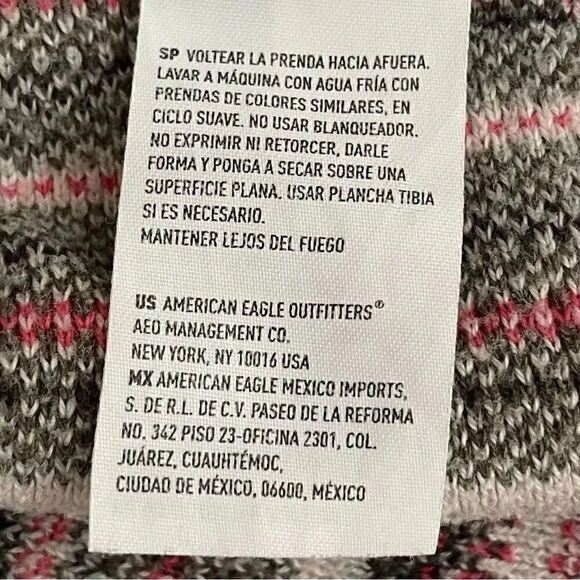 SP VOLTEAR LA PRENDA HACIA AFUERA.
LAVAR A MÁQUINA CON AGUA FRÍA CON
PRENDAS DE COLORES SIMILARES, EN
CICLO SUAVE. NO USAR BLANQUEADOR.
NO EXPRIMIR NI RETORCER, DARLE
FORMA Y PONGA A SECAR SOBRE UNA
SUPERFICIE PLANA. USAR PLANCHA TIBIA
SI ES NECESARIO.
MANTENER LEJOS DEL FUEGO
US AMERICAN EAGLE OUTFITTERS®
AEO MANAGEMENT CO.
NEW YORK, NY 10016 USA
MX AMERICAN EAGLE MEXICO IMPORTS,
S. DE R.L. DE C.V. PASEO DE LA REFORMA
NO. 342 PISO 23-OFICINA 2301, COL.
JUÁREZ, CUAUHTÉMOC,
CIUDAD DE MÉXICO, 06600, MÉXICO